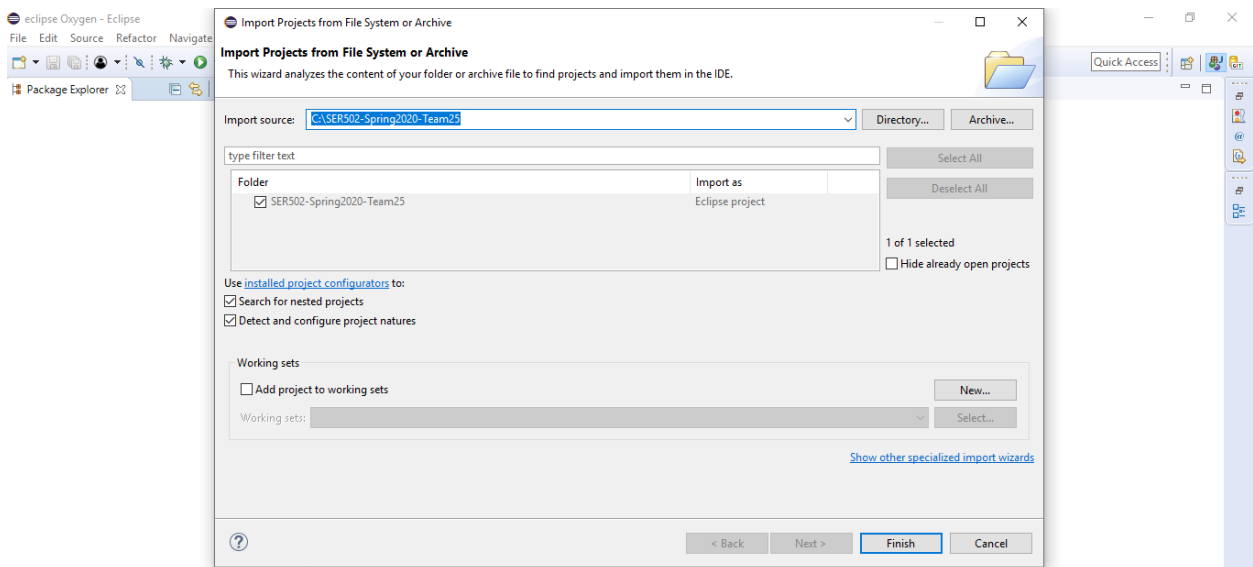 eclipse Oxygen - Eclipse
File Edit Source Refactor Navigate
Quick Access
Package Explorer
Import Projects from File System or Archive
Import Projects from File System or Archive
This wizard analyzes the content of your folder or archive file to find projects and import them in the IDE.
Import source: C:\SER502-Spring2020-Team25 Directory... Archive...
type filter text Select All
Folder Import as Deselect All
SER502-Spring2020-Team25 Eclipse project
1 of 1 selected
Hide already open projects
Use installed project configurators to:
Search for nested projects
Detect and configure project natures
Working sets
Add project to working sets New...
Working sets: Select...
Show other specialized import wizards
? < Back Next > Finish Cancel